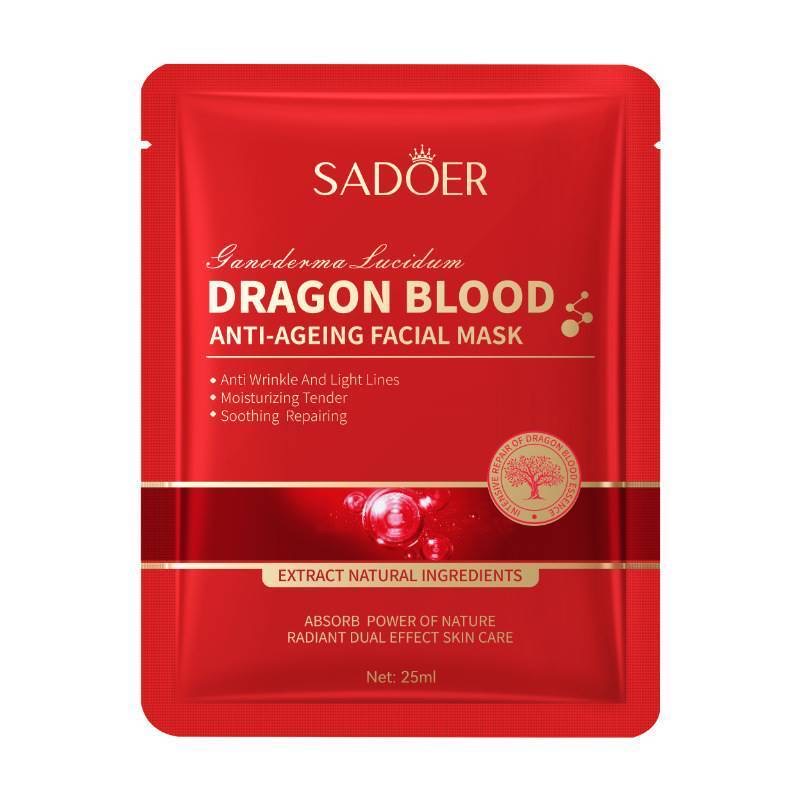 SADOER
Ganoderma Lucidum
DRAGON BLOOD
ANTI-AGEING FACIAL MASK
• Anti Wrinkle And Light Lines
• Moisturizing Tender
• Soothing Repairing
INTENSIVE REPAIR OF DRAGON BLOOD ESSENCE
EXTRACT NATURAL INGREDIENTS
ABSORB POWER OF NATURE
RADIANT DUAL EFFECT SKIN CARE
Net: 25ml